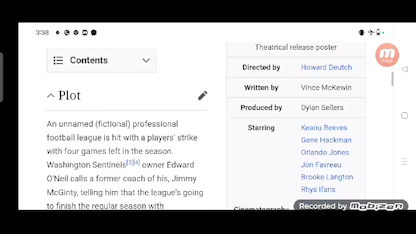 3:38
Theatrical release poster
Contents
Directed by Howard Deutch
Written by Vince McKewin
Produced by Dylan Sellers
Starring Keanu Reeves
Gene Hackman
Orlando Jones
Jon Favreau
Brooke Langton
Rhys Ifans
Plot
An unnamed (fictional) professional
football league is hit with a players' strike
with four games left in the season.
Washington Sentinels[3][4] owner Edward
O'Neil calls a former coach of his, Jimmy
McGinty, telling him that the league's going
to finish the regular season with
Recorded by Mobizen